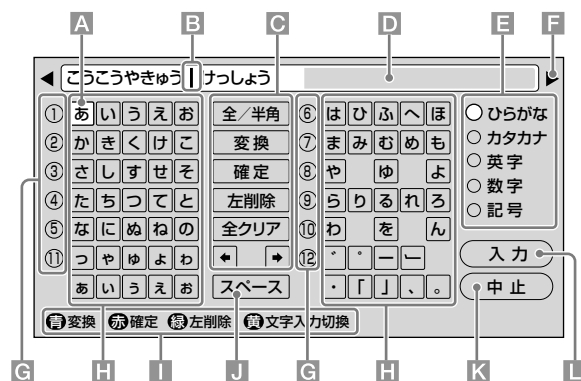 A B C D E F
◀ こうこうやきゅう|けっしょう ▶
① あ い う え お 全/半角 ⑥ は ひ ふ へ ほ ○ ひらがな
② か き く け こ 変換 ⑦ ま み む め も ○ カタカナ
③ さ し す せ そ 確定 ⑧ や ゆ よ ○ 英字
④ た ち つ て と 左削除 ⑨ ら り る れ ろ ○ 数字
⑤ な に ぬ ね の 全クリア ⑩ わ を ん ○ 記号
⑪ っ ゃ ゅ ょ ゎ ← → ⑫ ゛ ゜ ー 入力
ぁ ぃ ぅ ぇ ぉ スペース ・ 「 」 、 。 中止
青変換 赤確定 緑左削除 黄文字入力切換
G H I J G H K L